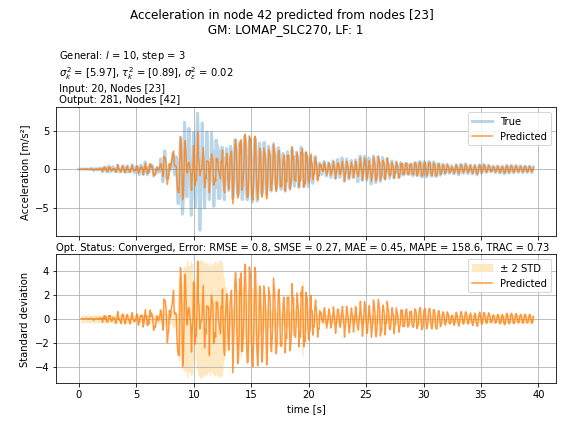 Acceleration in node 42 predicted from nodes [23]
GM: LOMAP_SLC270, LF: 1
General: l = 10, step = 3
σ²ₖ = [5.97], τ²ₖ = [0.89], σ²ₑ = 0.02
Input: 20, Nodes [23]
Output: 281, Nodes [42]
True
Predicted
5
0
−5
Acceleration [m/s²]
Opt. Status: Converged, Error: RMSE = 0.8, SMSE = 0.27, MAE = 0.45, MAPE = 158.6, TRAC = 0.73
± 2 STD
Predicted
4
2
0
−2
−4
Standard deviation
0 5 10 15 20 25 30 35 40
time [s]